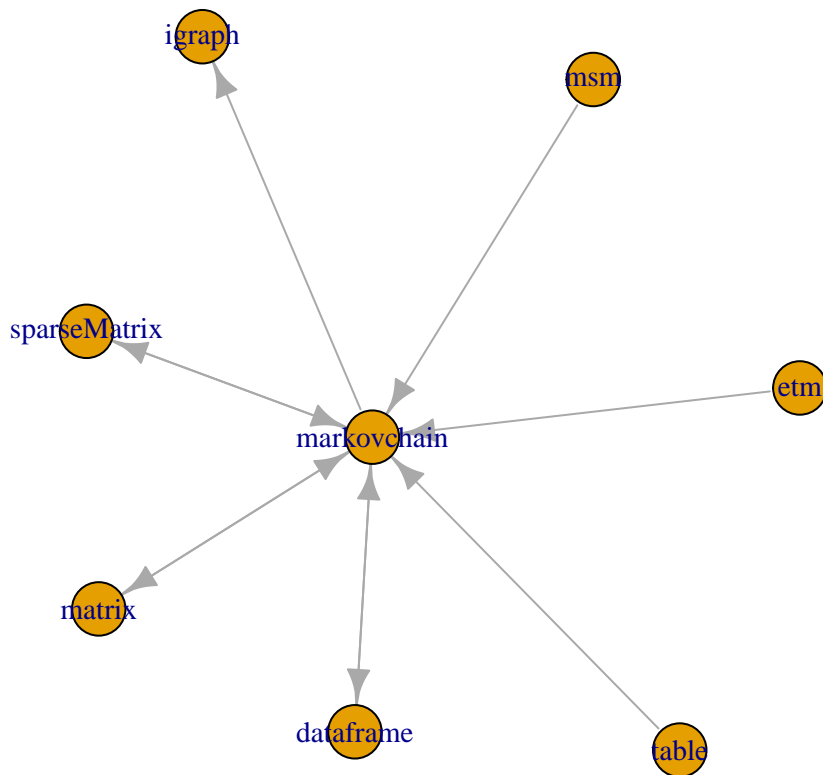 igraph
msm
sparseMatrix
etm
markovchain
matrix
dataframe
table